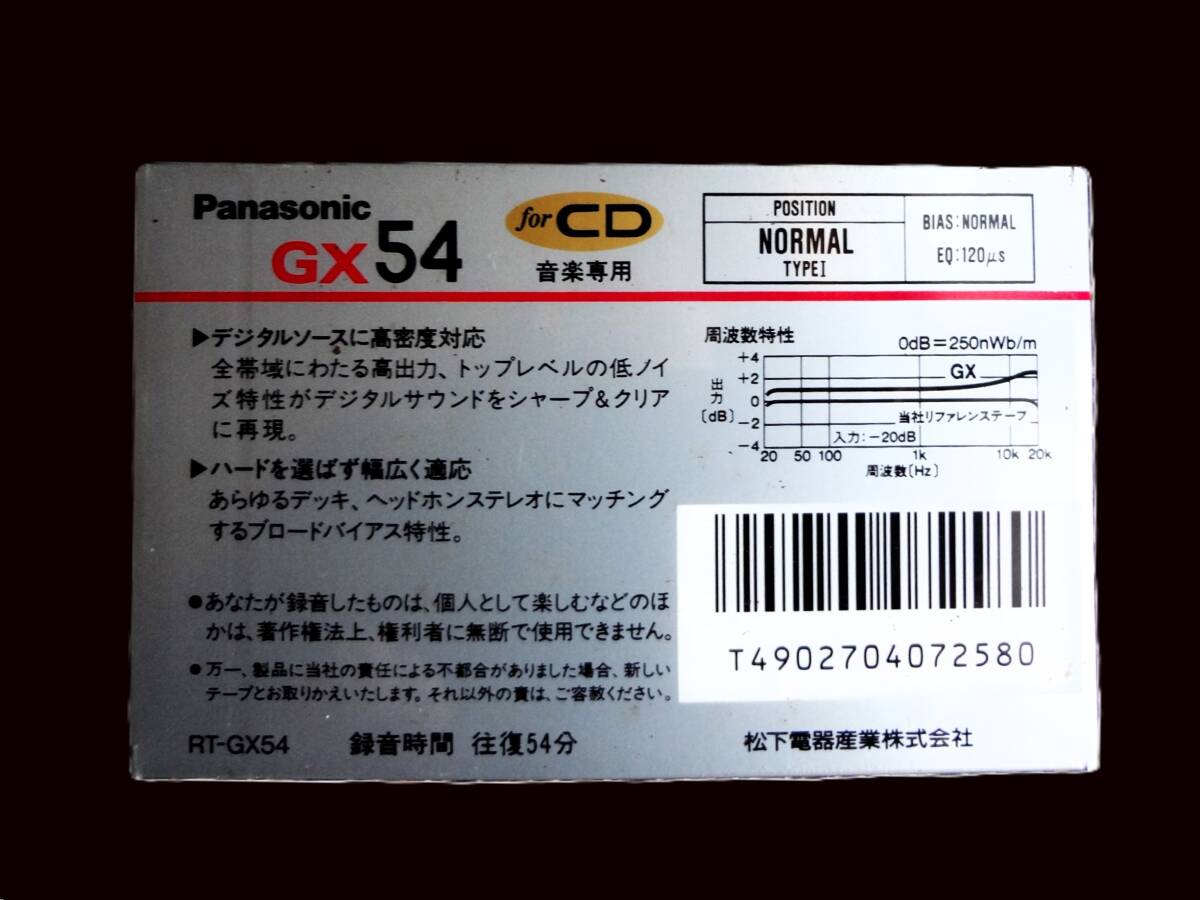 Panasonic
GX54
for CD
音楽専用
POSITION
NORMAL
TYPEⅠ
BIAS:NORMAL
EQ:120μs
▶デジタルソースに高密度対応
全帯域にわたる高出力、トップレベルの低ノイ
ズ特性がデジタルサウンドをシャープ&クリア
に再現。
▶ハードを選ばず幅広く適応
あらゆるデッキ、ヘッドホンステレオにマッチング
するブロードバイアス特性。
●あなたが録音したものは、個人として楽しむなどのほ
かは、著作権法上、権利者に無断で使用できません。
●万一、製品に当社の責任による不都合がありました場合、新しい
テープとお取りかえいたします。それ以外の責は、ご容赦ください。
RT-GX54
録音時間 往復54分
周波数特性
0dB=250nWb/m
出力
〔dB〕
+4
+2
0
−2
−4
GX
当社リファレンステープ
入力:−20dB
20 50 100 1k 10k 20k
周波数〔Hz〕
T4902704072580
松下電器産業株式会社